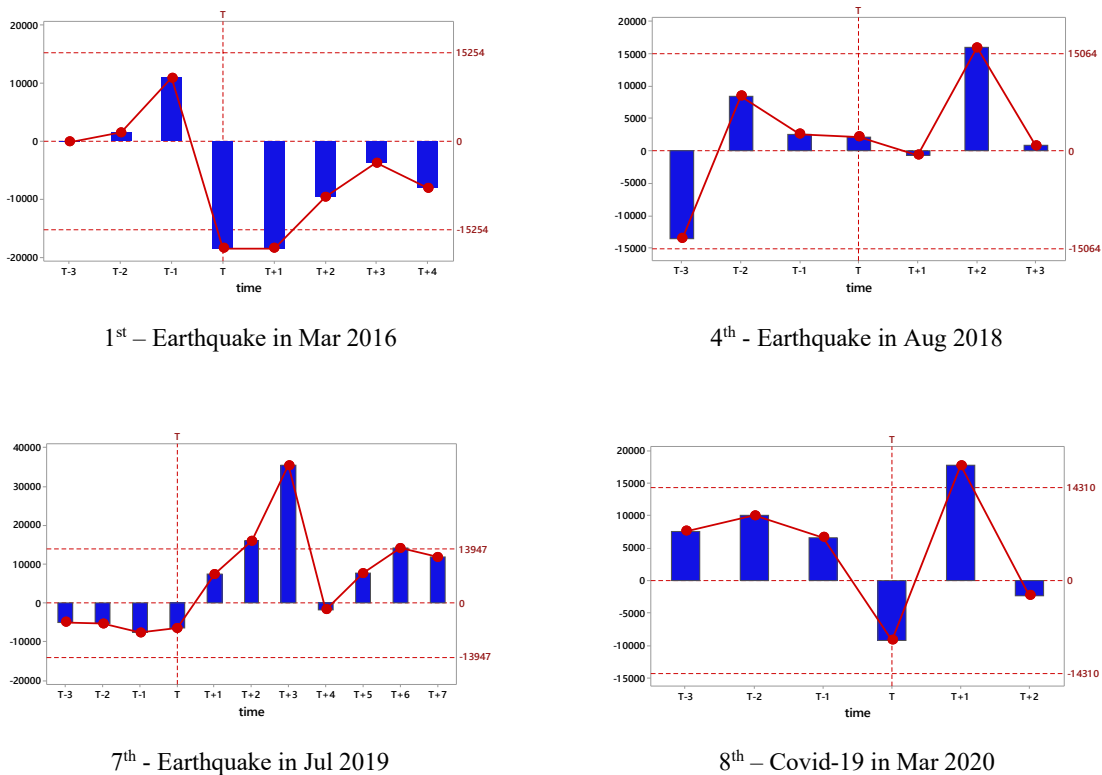 T
20000
10000
0
-10000
-20000
15254
0
-15254
T-3 T-2 T-1 T T+1 T+2 T+3 T+4
time
1st – Earthquake in Mar 2016
T
20000
15000
10000
5000
0
-5000
-10000
-15000
15064
0
-15064
T-3 T-2 T-1 T T+1 T+2 T+3
time
4th - Earthquake in Aug 2018
T
40000
30000
20000
10000
0
-10000
-20000
13947
0
-13947
T-3 T-2 T-1 T T+1 T+2 T+3 T+4 T+5 T+6 T+7
time
7th - Earthquake in Jul 2019
T
20000
15000
10000
5000
0
-5000
-10000
-15000
14310
0
-14310
T-3 T-2 T-1 T T+1 T+2
time
8th – Covid-19 in Mar 2020